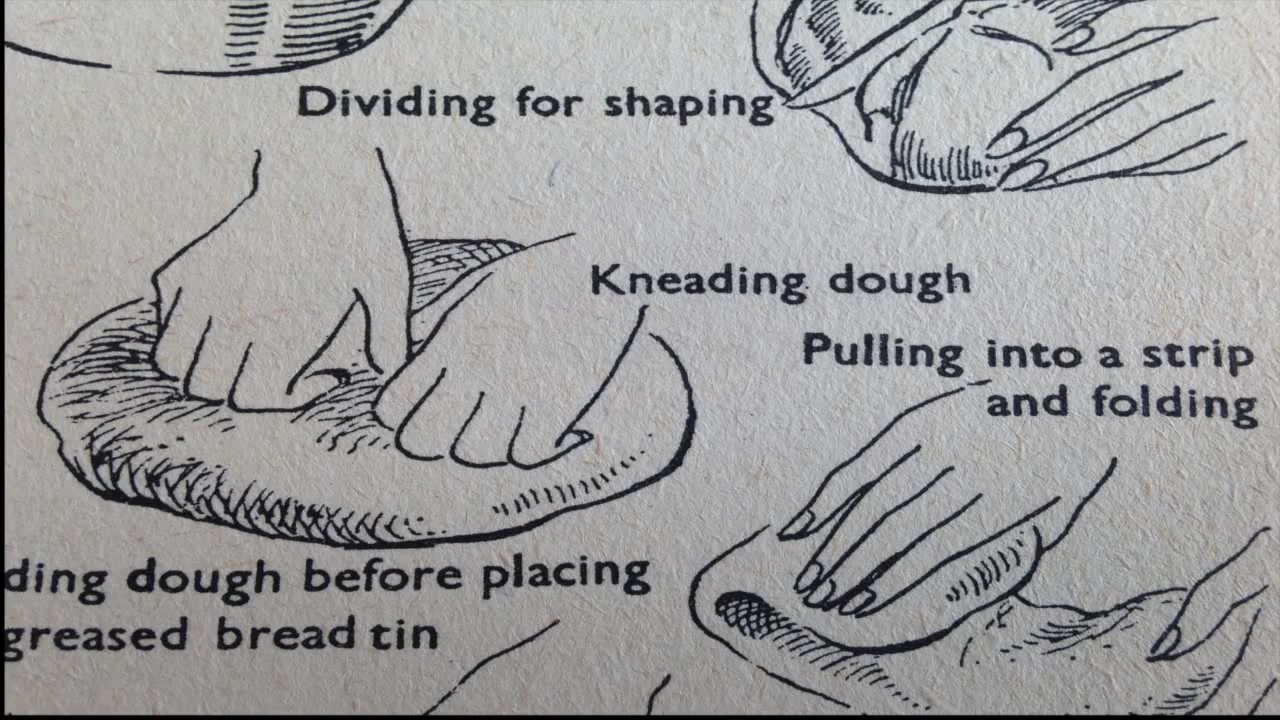 Dividing for shaping
Kneading dough
Pulling into a strip
and folding
ding dough before placing
greased bread tin